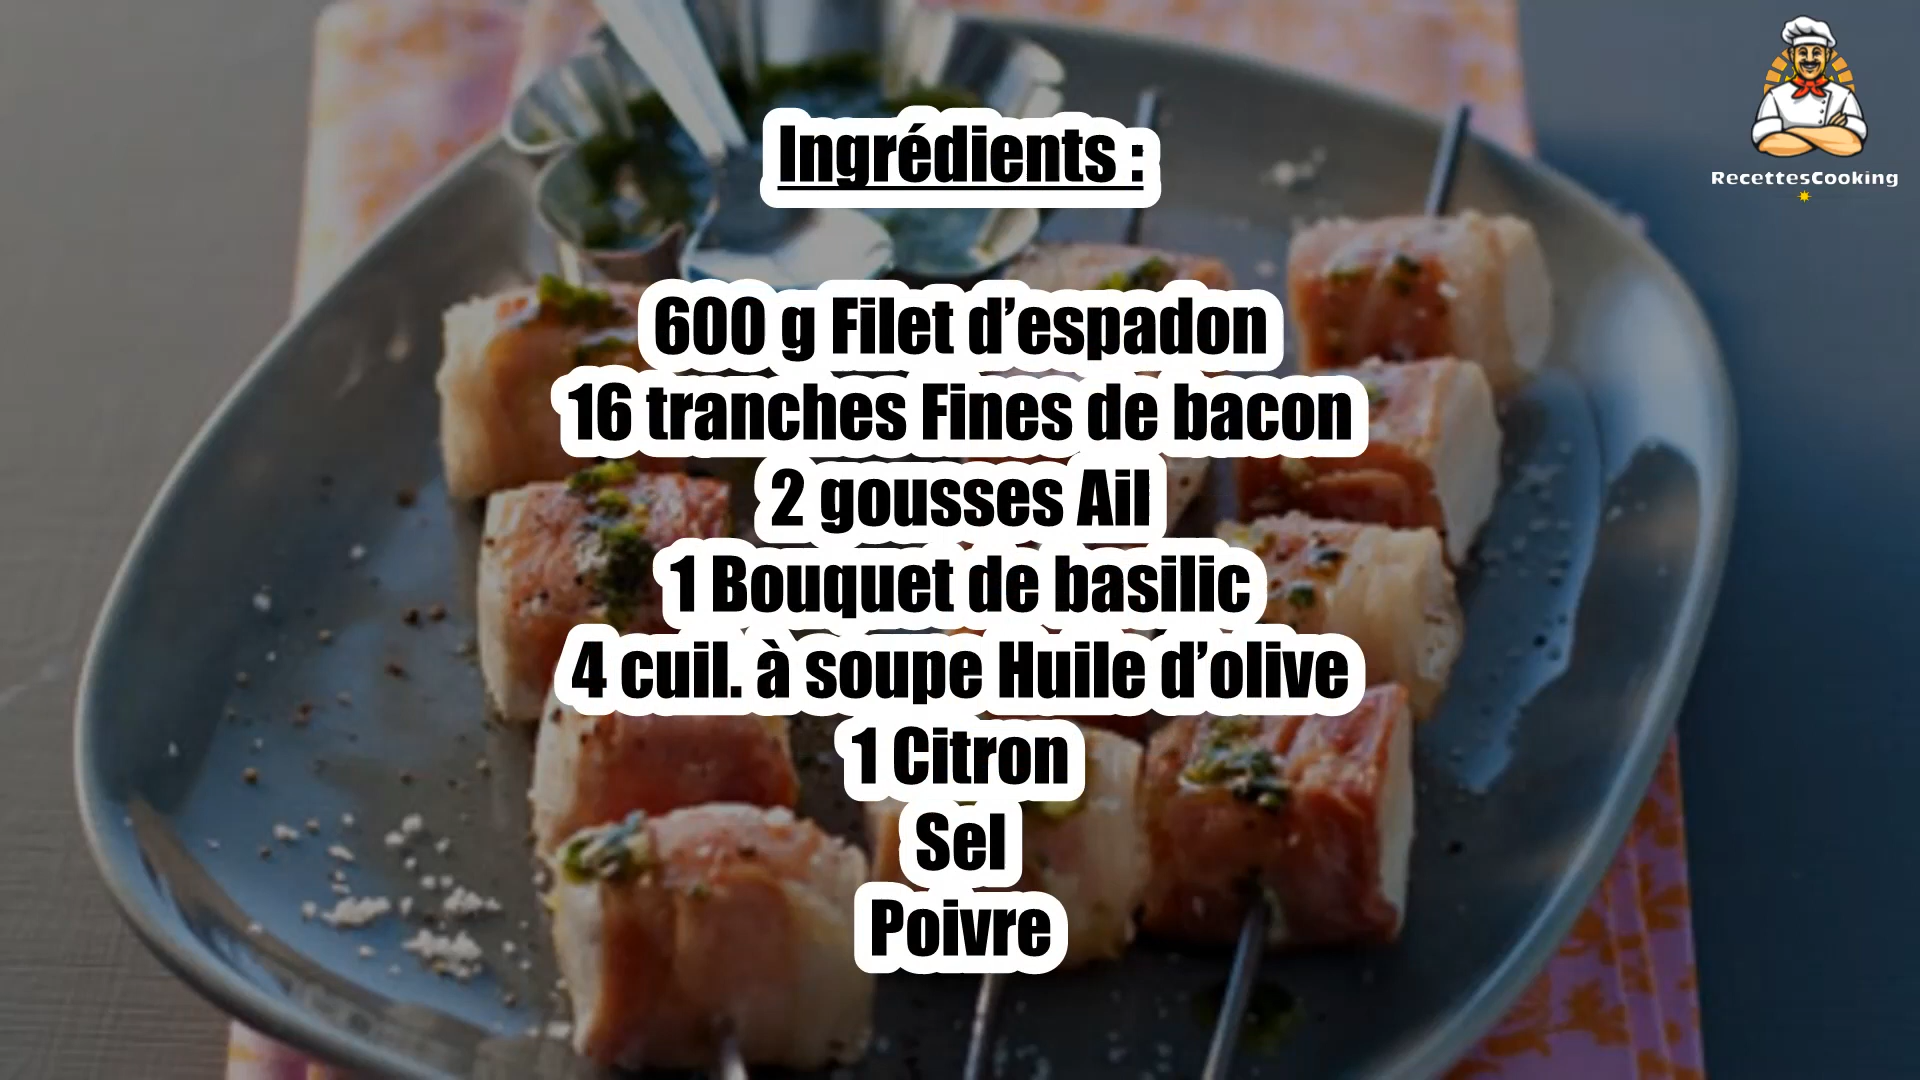 RecettesCooking
Ingrédients :
600 g Filet d’espadon
16 tranches Fines de bacon
2 gousses Ail
1 Bouquet de basilic
4 cuil. à soupe Huile d’olive
1 Citron
Sel
Poivre